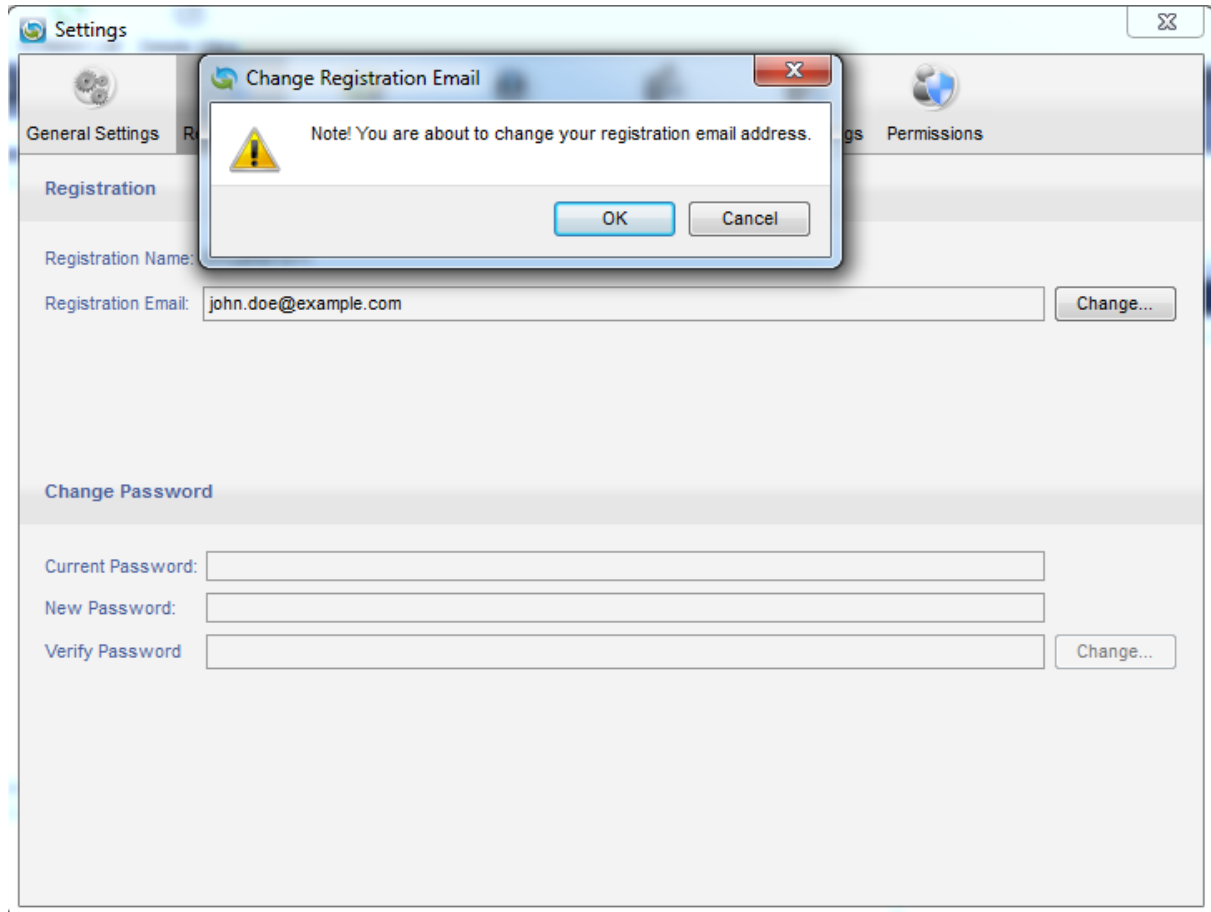 Settings
Change Registration Email
General Settings
Permissions
Note! You are about to change your registration email address.
OK Cancel
Registration
Registration Name:
Registration Email: john.doe@example.com Change...
Change Password
Current Password:
New Password:
Verify Password Change...